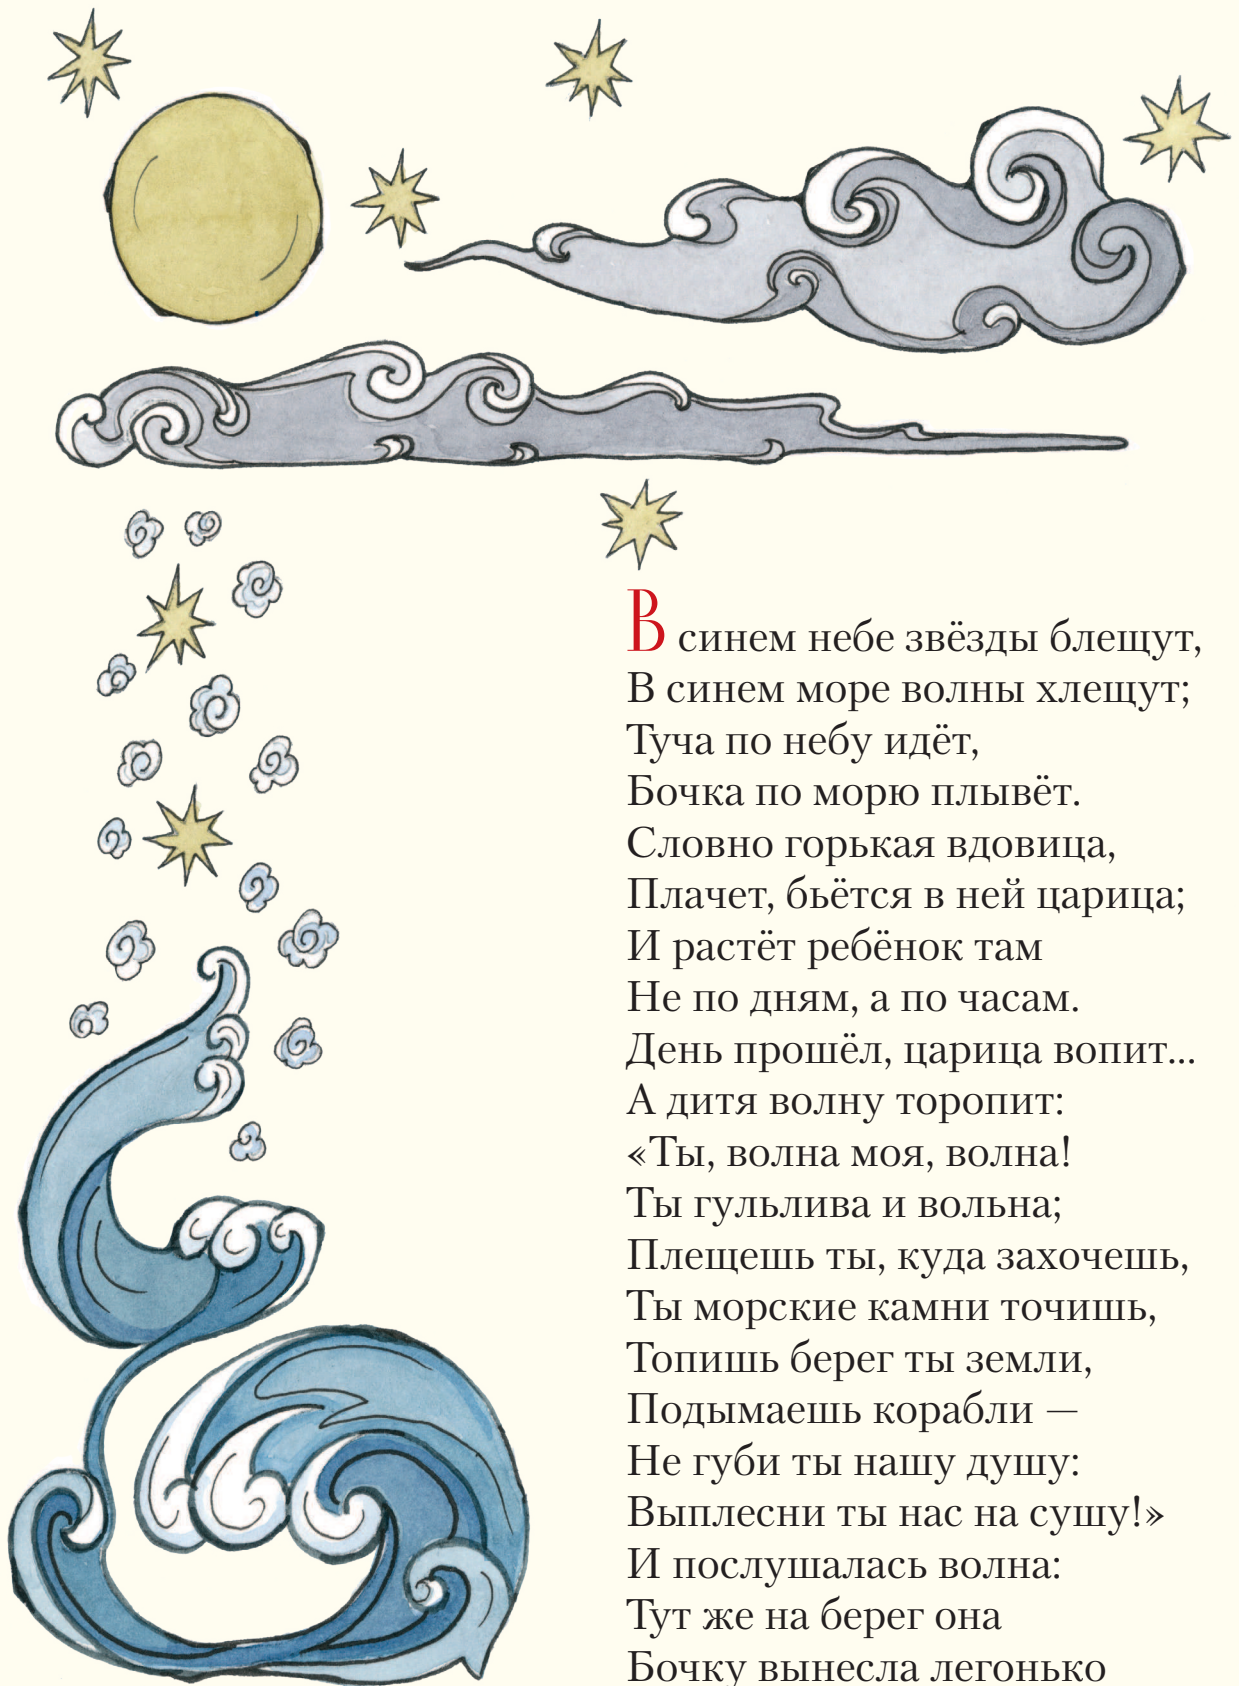 В синем небе звёзды блещут,
В синем море волны хлещут;
Туча по небу идёт,
Бочка по морю плывёт.
Словно горькая вдовица,
Плачет, бьётся в ней царица;
И растёт ребёнок там
Не по дням, а по часам.
День прошёл, царица вопит...
А дитя волну торопит:
«Ты, волна моя, волна!
Ты гульлива и вольна;
Плещешь ты, куда захочешь,
Ты морские камни точишь,
Топишь берег ты земли,
Подымаешь корабли —
Не губи ты нашу душу:
Выплесни ты нас на сушу!»
И послушалась волна:
Тут же на берег она
Бочку вынесла легонько